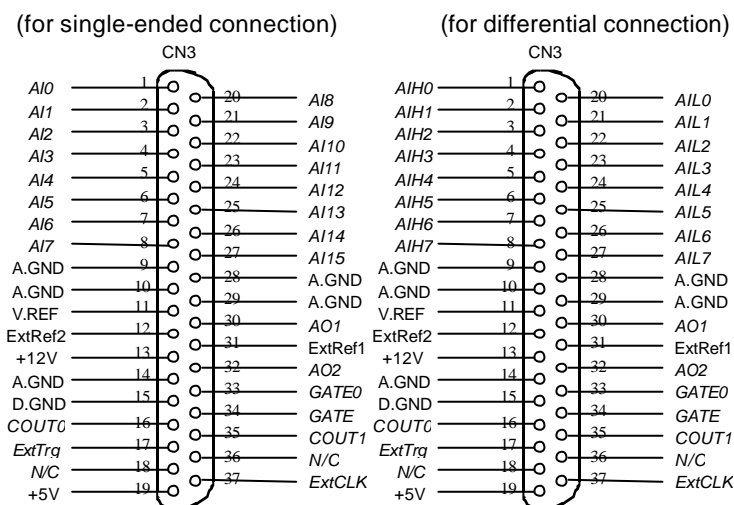 (for single-ended connection)
CN3
AI0 1
20 AI8
AI1 2
21 AI9
AI2 3
22 AI10
AI3 4
23 AI11
AI4 5
24 AI12
AI5 6
25 AI13
AI6 7
26 AI14
AI7 8
27 AI15
A.GND 9
28 A.GND
A.GND 10
29 A.GND
V.REF 11
30 AO1
ExtRef2 12
31 ExtRef1
+12V 13
32 AO2
A.GND 14
33 GATE0
D.GND 15
34 GATE
COUT0 16
35 COUT1
ExtTrg 17
36 N/C
N/C 18
37 ExtCLK
+5V 19
(for differential connection)
CN3
AIH0 1
20 AIL0
AIH1 2
21 AIL1
AIH2 3
22 AIL2
AIH3 4
23 AIL3
AIH4 5
24 AIL4
AIH5 6
25 AIL5
AIH6 7
26 AIL6
AIH7 8
27 AIL7
A.GND 9
28 A.GND
A.GND 10
29 A.GND
V.REF 11
30 AO1
ExtRef2 12
31 ExtRef1
+12V 13
32 AO2
A.GND 14
33 GATE0
D.GND 15
34 GATE
COUT0 16
35 COUT1
ExtTrg 17
36 N/C
N/C 18
37 ExtCLK
+5V 19